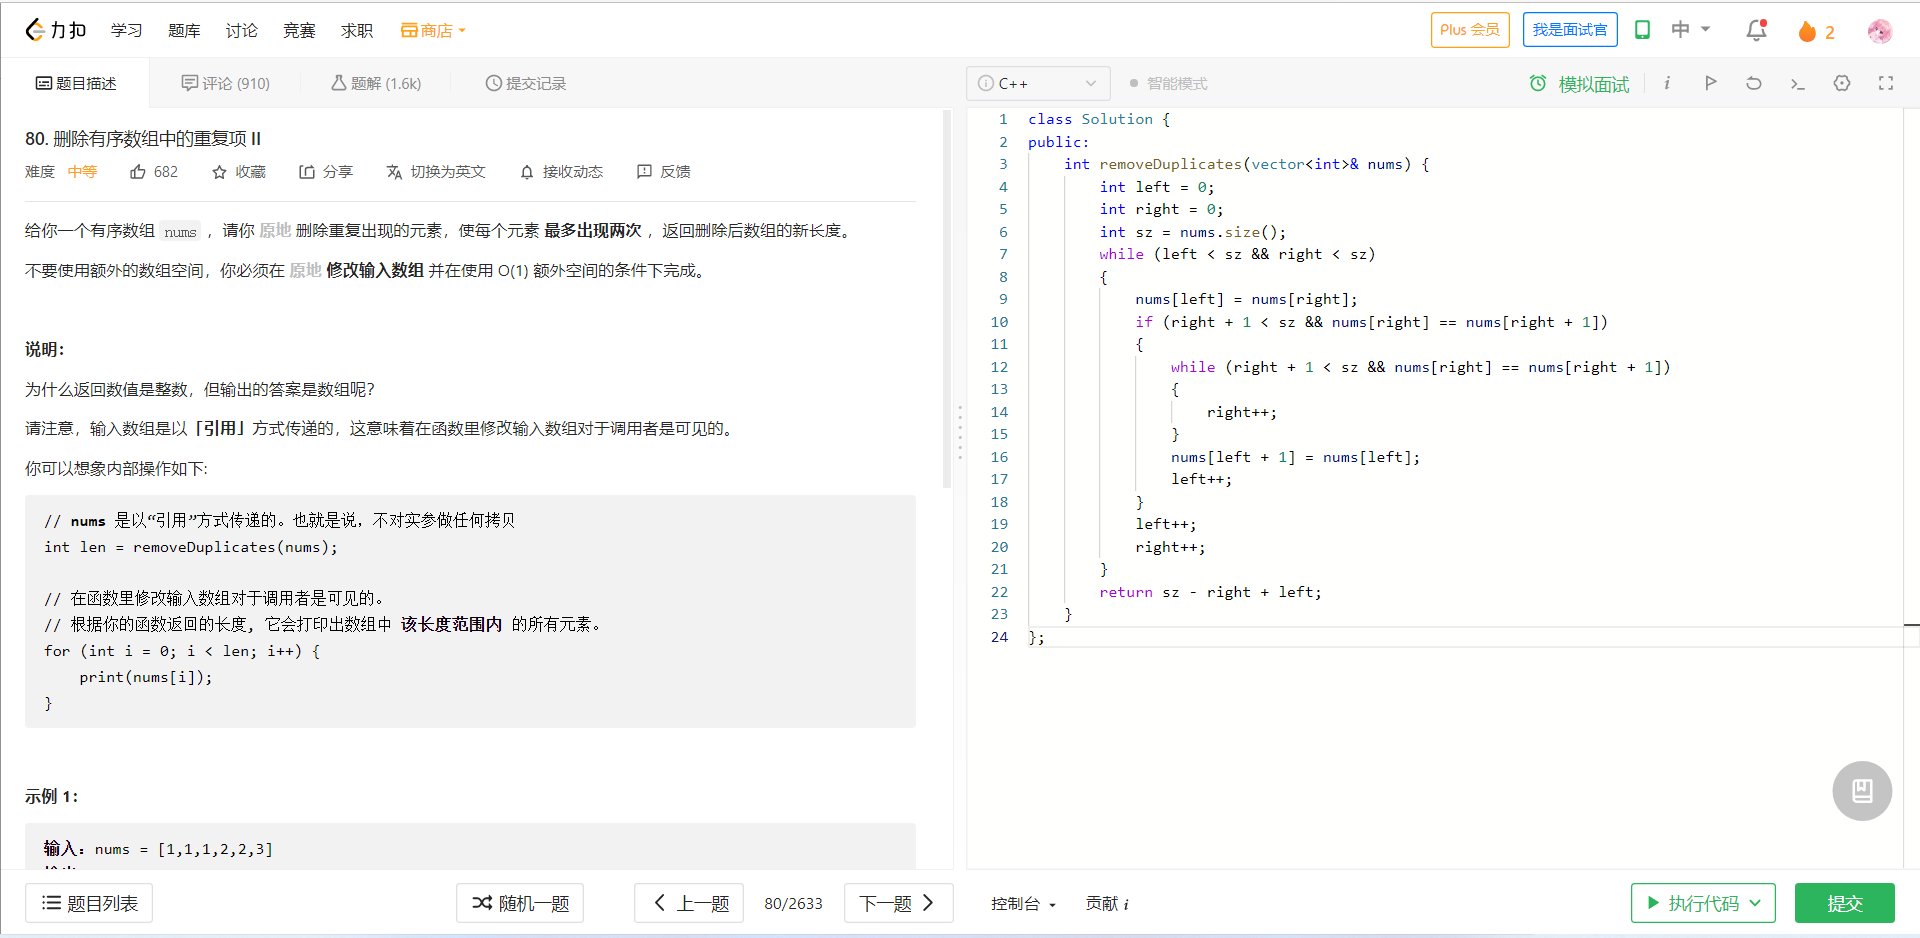 力扣 学习 题库 讨论 竞赛 求职 商店 Plus 会员 我是面试官 中 2
题目描述 评论 (910) 题解 (1.6k) 提交记录
80. 删除有序数组中的重复项 II
难度 中等 682 收藏 分享 切换为英文 接收动态 反馈
给你一个有序数组 nums ，请你 原地 删除重复出现的元素，使每个元素 最多出现两次 ，返回删除后数组的新长度。
不要使用额外的数组空间，你必须在 原地 修改输入数组 并在使用 O(1) 额外空间的条件下完成。
说明：
为什么返回数值是整数，但输出的答案是数组呢？
请注意，输入数组是以「引用」方式传递的，这意味着在函数里修改输入数组对于调用者是可见的。
你可以想象内部操作如下:
// nums 是以“引用”方式传递的。也就是说，不对实参做任何拷贝
int len = removeDuplicates(nums);
// 在函数里修改输入数组对于调用者是可见的。
// 根据你的函数返回的长度, 它会打印出数组中 该长度范围内 的所有元素。
for (int i = 0; i < len; i++) {
    print(nums[i]);
}
示例 1：
输入：nums = [1,1,1,2,2,3]
题目列表 随机一题 上一题 80/2633 下一题
C++ 智能模式 模拟面试 i
1 class Solution {
2 public:
3     int removeDuplicates(vector<int>& nums) {
4         int left = 0;
5         int right = 0;
6         int sz = nums.size();
7         while (left < sz && right < sz)
8         {
9             nums[left] = nums[right];
10             if (right + 1 < sz && nums[right] == nums[right + 1])
11             {
12                 while (right + 1 < sz && nums[right] == nums[right + 1])
13                 {
14                     right++;
15                 }
16                 nums[left + 1] = nums[left];
17                 left++;
18             }
19             left++;
20             right++;
21         }
22         return sz - right + left;
23     }
24 };
控制台 贡献 i 执行代码 提交